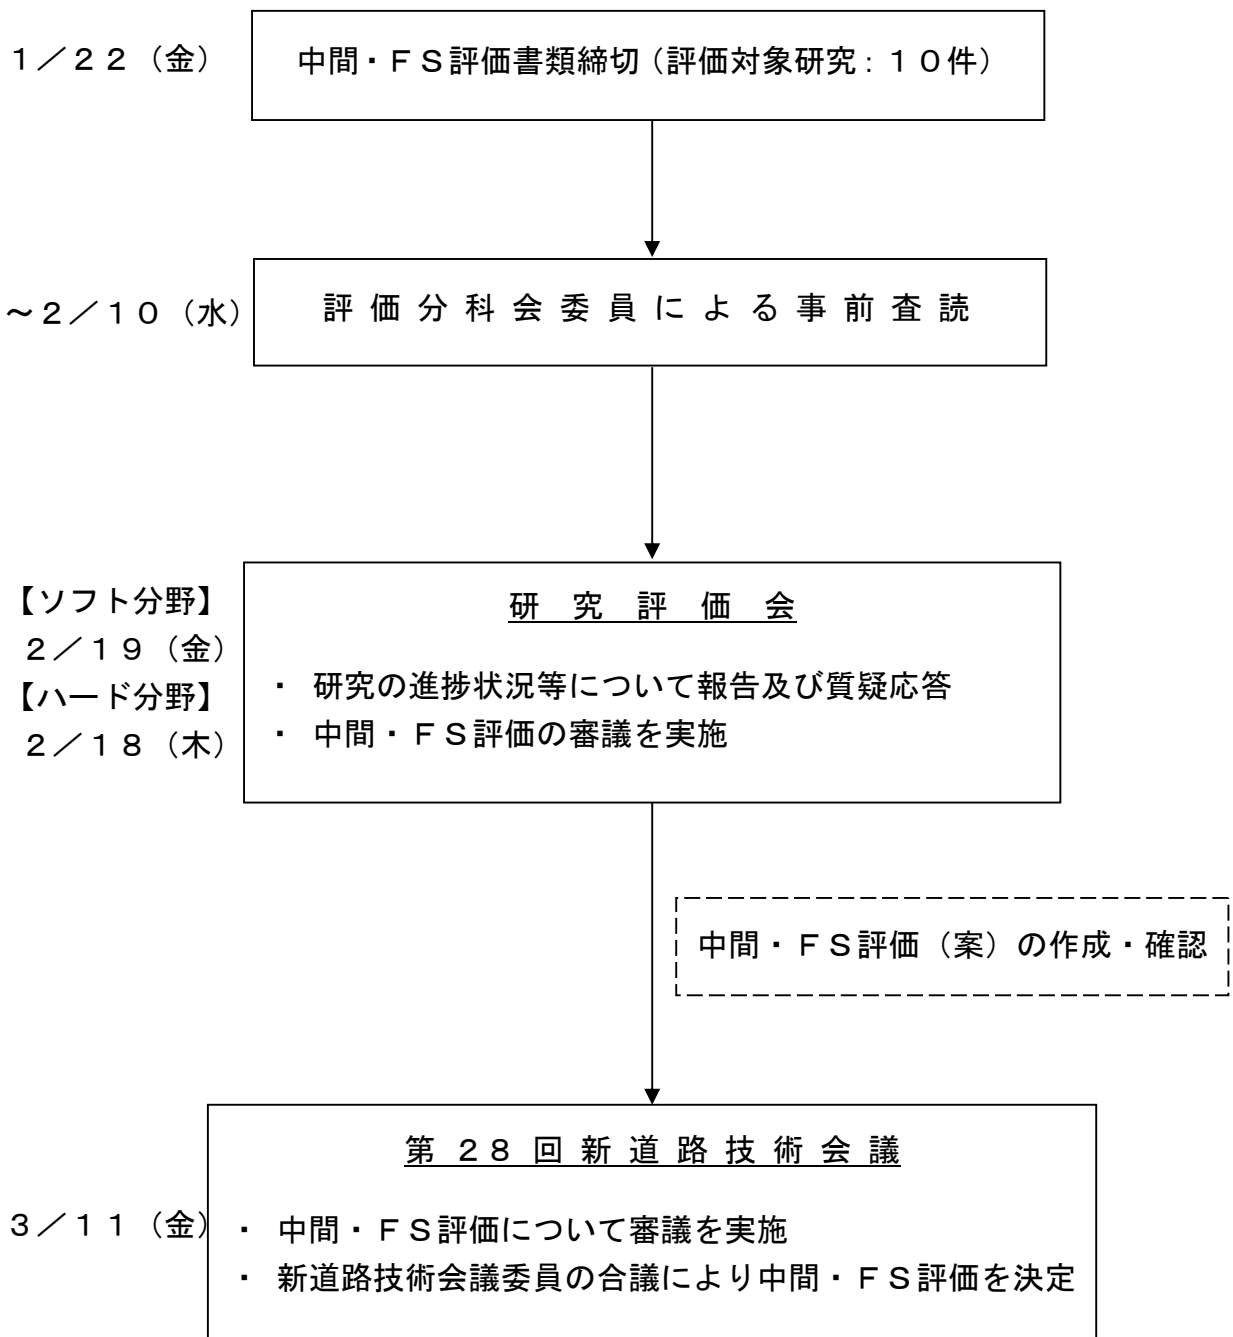 １／２２（金）
中間・ＦＳ評価書類締切（評価対象研究：１０件）
～２／１０（水）
評価分科会委員による事前査読
【ソフト分野】
２／１９（金）
【ハード分野】
２／１８（木）
研究評価会
・ 研究の進捗状況等について報告及び質疑応答
・ 中間・ＦＳ評価の審議を実施
中間・ＦＳ評価（案）の作成・確認
３／１１（金）
第２８回新道路技術会議
・ 中間・ＦＳ評価について審議を実施
・ 新道路技術会議委員の合議により中間・ＦＳ評価を決定